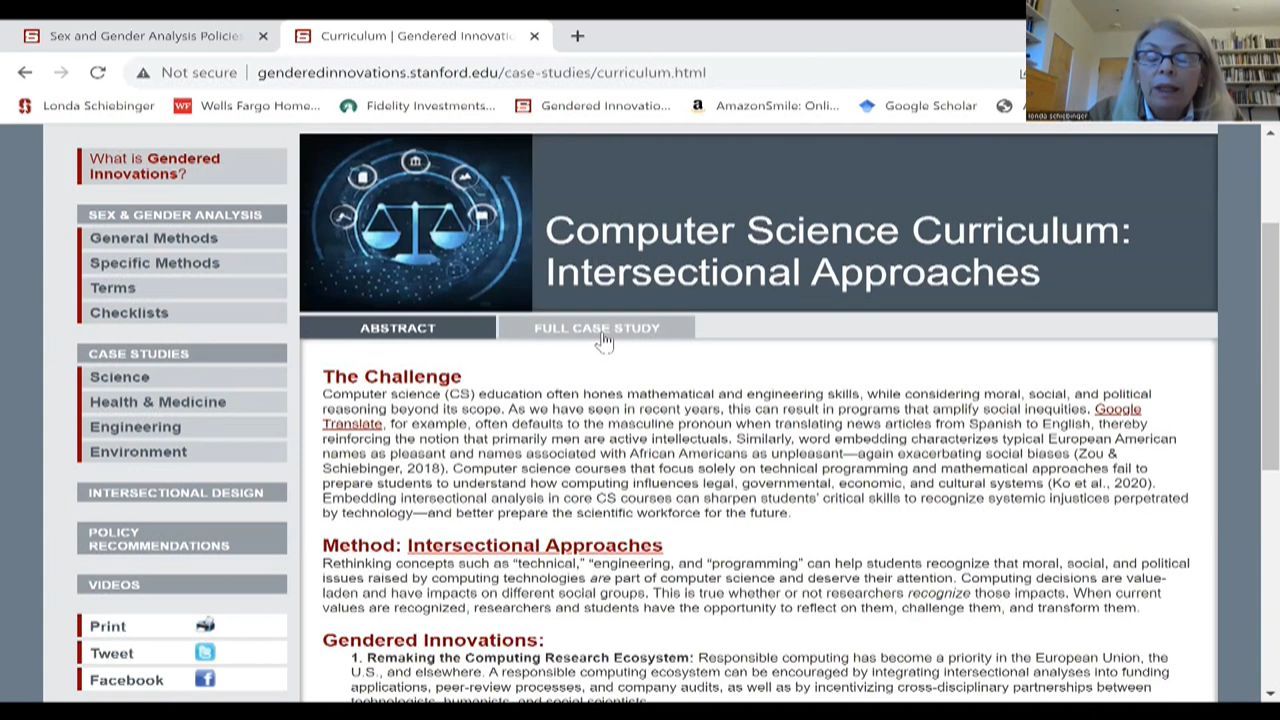 Sex and Gender Analysis Policie
Curriculum | Gendered Innovatio
Not secure
genderedinnovations.stanford.edu/case-studies/curriculum.html
Londa Schiebinger
Wells Fargo Home...
Fidelity Investments...
Gendered Innovatio...
AmazonSmile: Onli...
Google Scholar
londa schiebinger
What is Gendered
Innovations?
SEX & GENDER ANALYSIS
General Methods
Specific Methods
Terms
Checklists
CASE STUDIES
Science
Health & Medicine
Engineering
Environment
INTERSECTIONAL DESIGN
POLICY
RECOMMENDATIONS
VIDEOS
Print
Tweet
Facebook
Computer Science Curriculum:
Intersectional Approaches
ABSTRACT
FULL CASE STUDY
The Challenge
Computer science (CS) education often hones mathematical and engineering skills, while considering moral, social, and political
reasoning beyond its scope. As we have seen in recent years, this can result in programs that amplify social inequities. Google
Translate, for example, often defaults to the masculine pronoun when translating news articles from Spanish to English, thereby
reinforcing the notion that primarily men are active intellectuals. Similarly, word embedding characterizes typical European American
names as pleasant and names associated with African Americans as unpleasant—again exacerbating social biases (Zou &
Schiebinger, 2018). Computer science courses that focus solely on technical programming and mathematical approaches fail to
prepare students to understand how computing influences legal, governmental, economic, and cultural systems (Ko et al., 2020).
Embedding intersectional analysis in core CS courses can sharpen students' critical skills to recognize systemic injustices perpetrated
by technology—and better prepare the scientific workforce for the future.
Method: Intersectional Approaches
Rethinking concepts such as "technical," "engineering, and "programming" can help students recognize that moral, social, and political
issues raised by computing technologies are part of computer science and deserve their attention. Computing decisions are value-
laden and have impacts on different social groups. This is true whether or not researchers recognize those impacts. When current
values are recognized, researchers and students have the opportunity to reflect on them, challenge them, and transform them.
Gendered Innovations:
1. Remaking the Computing Research Ecosystem: Responsible computing has become a priority in the European Union, the
U.S., and elsewhere. A responsible computing ecosystem can be encouraged by integrating intersectional analyses into funding
applications, peer-review processes, and company audits, as well as by incentivizing cross-disciplinary partnerships between
technologists, humanists, and social scientists.